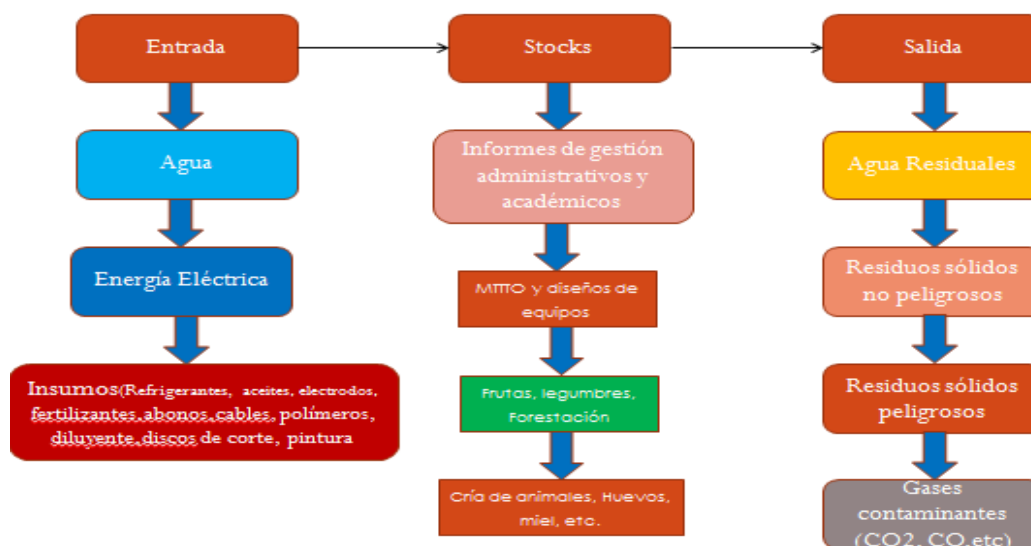 Entrada
Agua
Energía Eléctrica
Insumos(Refrigerantes, aceites, electrodos,
fertilizantes,abonos,cables,polímeros,
diluyente,discos de corte, pintura
Stocks
Informes de gestión
administrativos y
académicos
MTTO y diseños de
equipos
Frutas, legumbres,
Forestación
Cría de animales, Huevos,
miel, etc.
Salida
Agua Residuales
Residuos sólidos
no peligrosos
Residuos sólidos
peligrosos
Gases
contaminantes
(CO2, CO,etc)